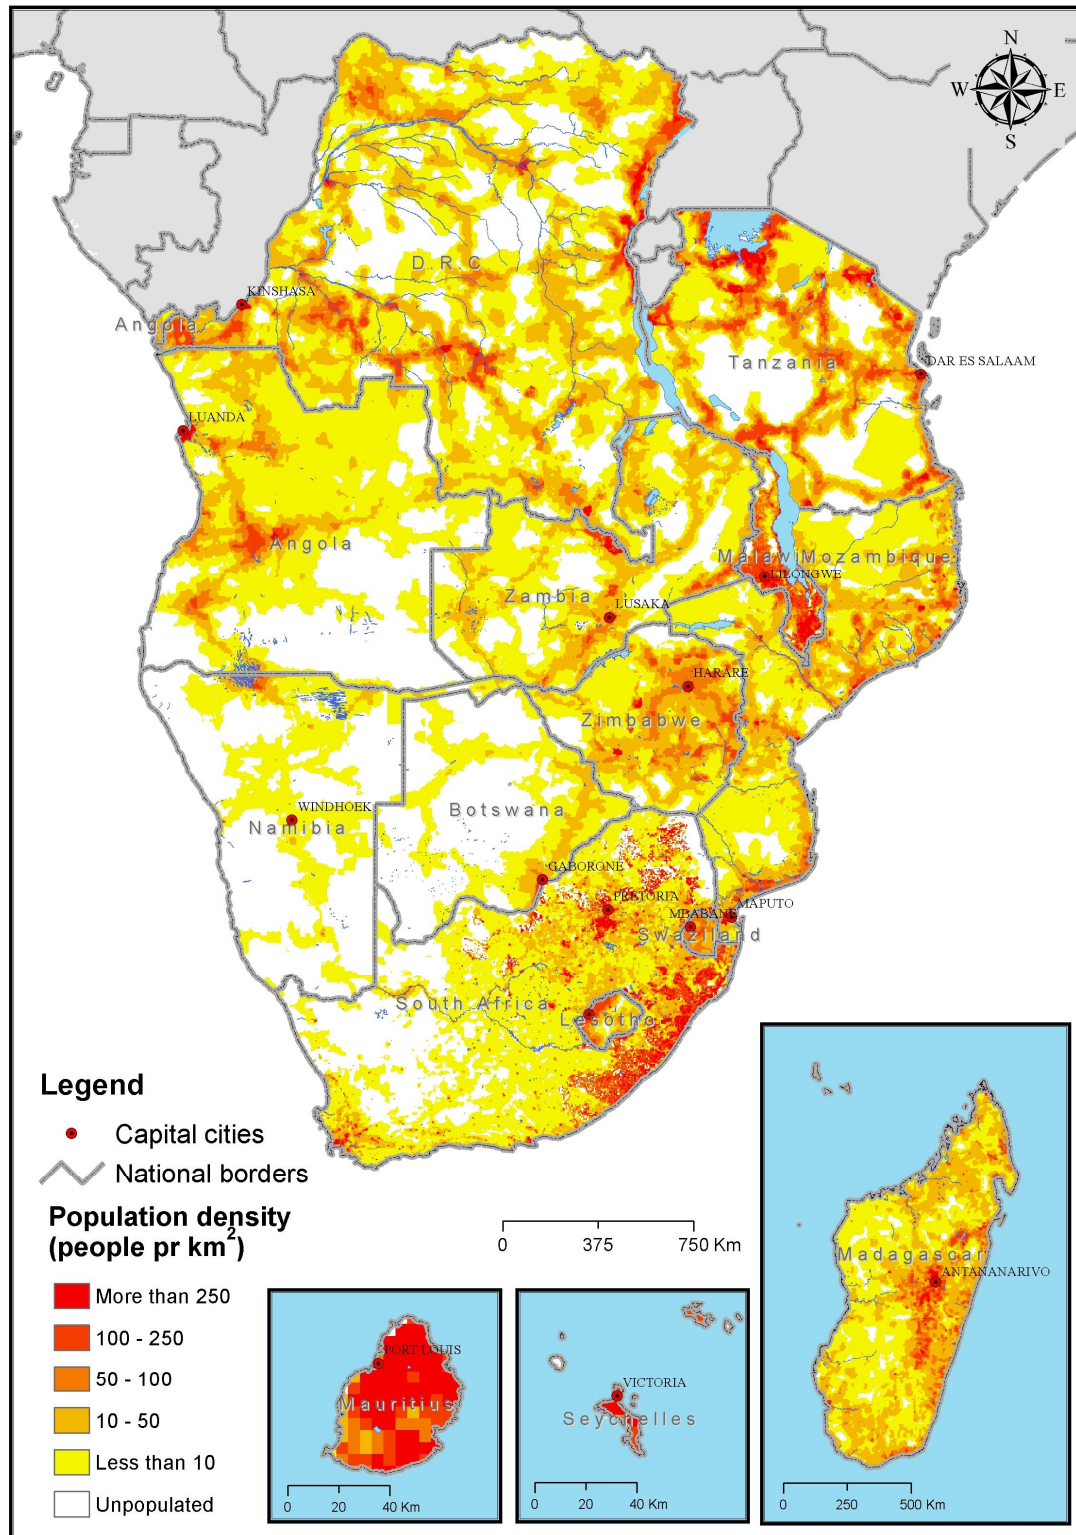 N
W E
S
D R C
KINSHASA
Angola
Tanzania
DAR ES SALAAM
LUANDA
Angola
Malawi
Mozambique
LILONGWE
Zambia
LUSAKA
HARARE
Zimbabwe
Botswana
WINDHOEK
Namibia
GABORONE
PRETORIA
MBABANE
MAPUTO
Swaziland
South Africa
Lesotho
Legend
Capital cities
National borders
Population density
(people pr km²)
More than 250
100 - 250
50 - 100
10 - 50
Less than 10
Unpopulated
0 375 750 Km
PORT LOUIS
Mauritius
0 20 40 Km
VICTORIA
Seychelles
0 20 40 Km
Madagascar
ANTANANARIVO
0 250 500 Km